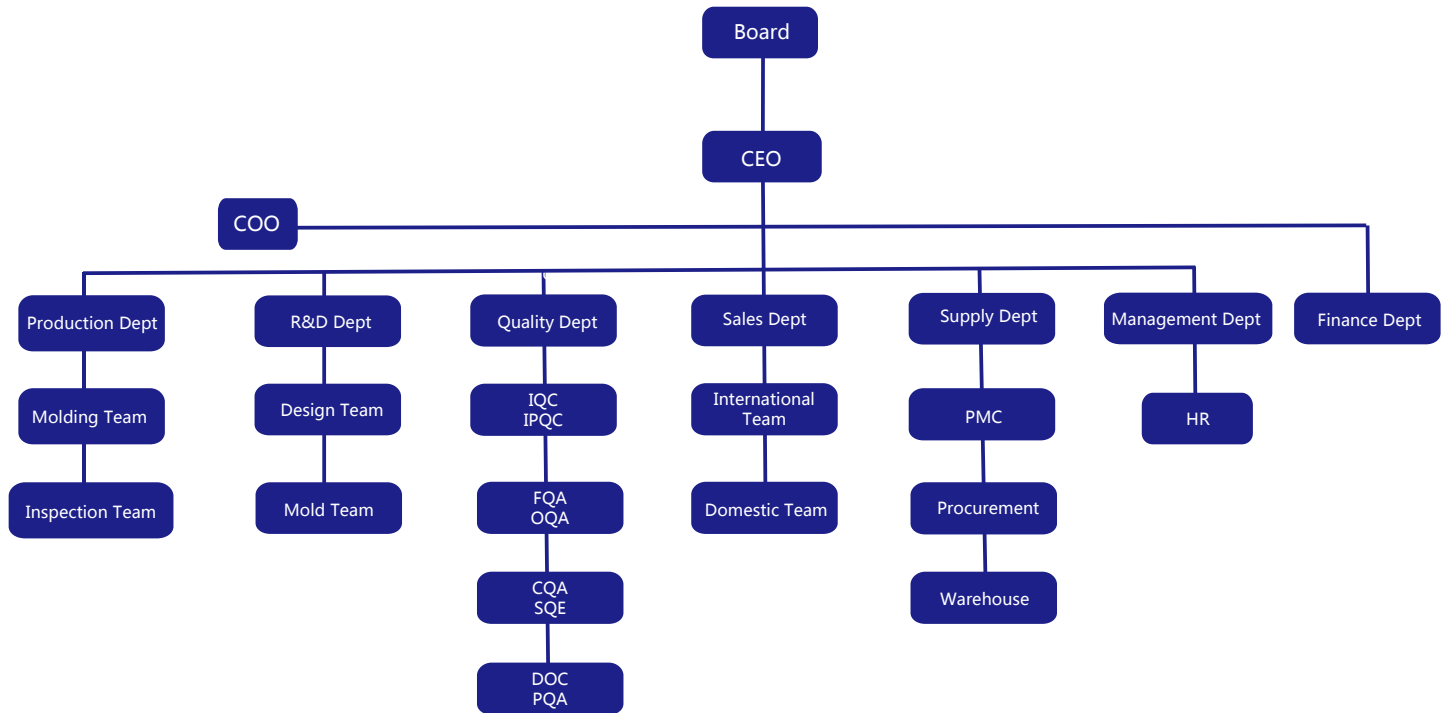 Board
CEO
COO
Production Dept
R&D Dept
Quality Dept
Sales Dept
Supply Dept
Management Dept
Finance Dept
Molding Team
Design Team
IQC
IPQC
International
Team
PMC
HR
Inspection Team
Mold Team
FQA
OQA
Domestic Team
Procurement
CQA
SQE
Warehouse
DOC
PQA